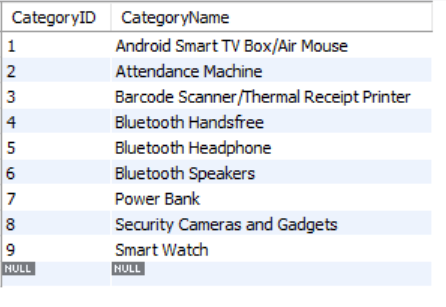 CategoryID CategoryName
1 Android Smart TV Box/Air Mouse
2 Attendance Machine
3 Barcode Scanner/Thermal Receipt Printer
4 Bluetooth Handsfree
5 Bluetooth Headphone
6 Bluetooth Speakers
7 Power Bank
8 Security Cameras and Gadgets
9 Smart Watch
NULL NULL